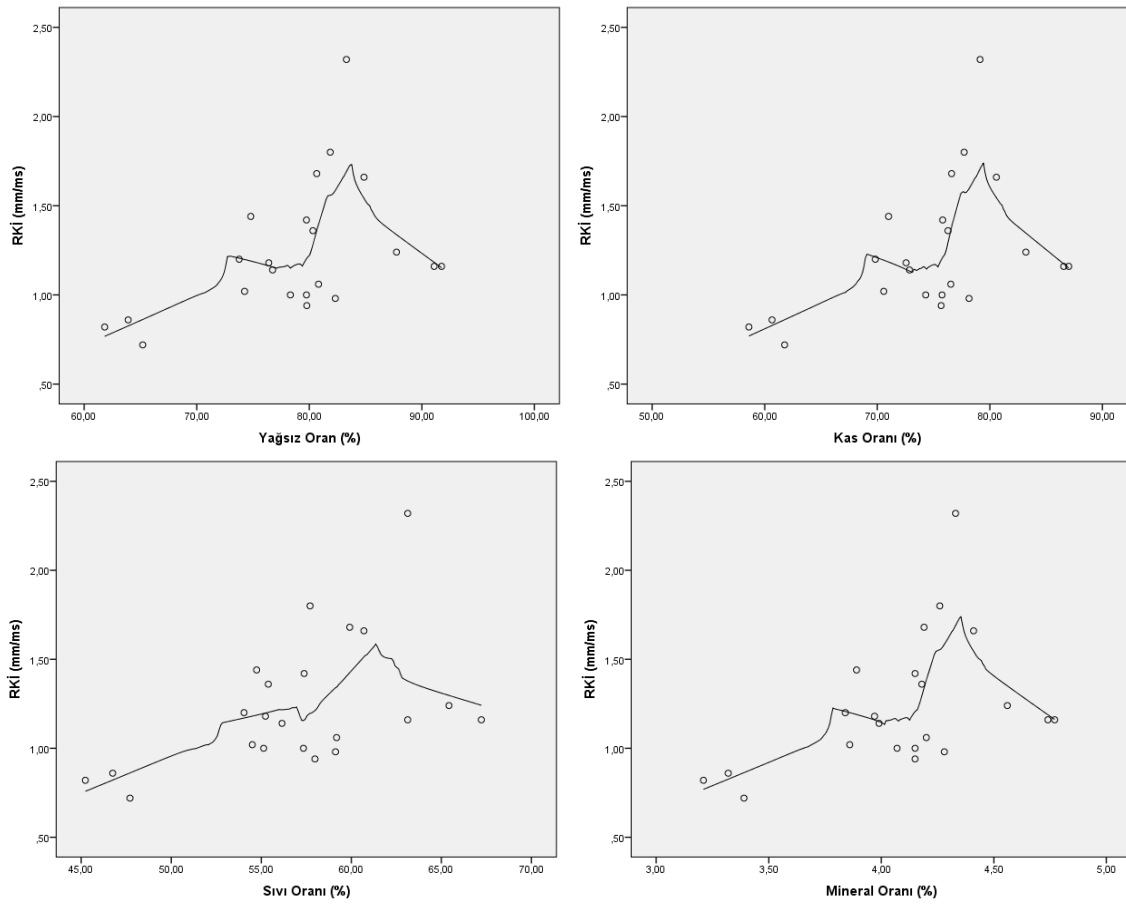 2,50
2,00
1,50
1,00
,50
RKİ (mm/ms)
60,00 70,00 80,00 90,00 100,00
Yağsız Oran (%)
2,50
2,00
1,50
1,00
,50
RKİ (mm/ms)
50,00 60,00 70,00 80,00 90,00
Kas Oranı (%)
2,50
2,00
1,50
1,00
,50
RKİ (mm/ms)
45,00 50,00 55,00 60,00 65,00 70,00
Sıvı Oranı (%)
2,50
2,00
1,50
1,00
,50
RKİ (mm/ms)
3,00 3,50 4,00 4,50 5,00
Mineral Oranı (%)